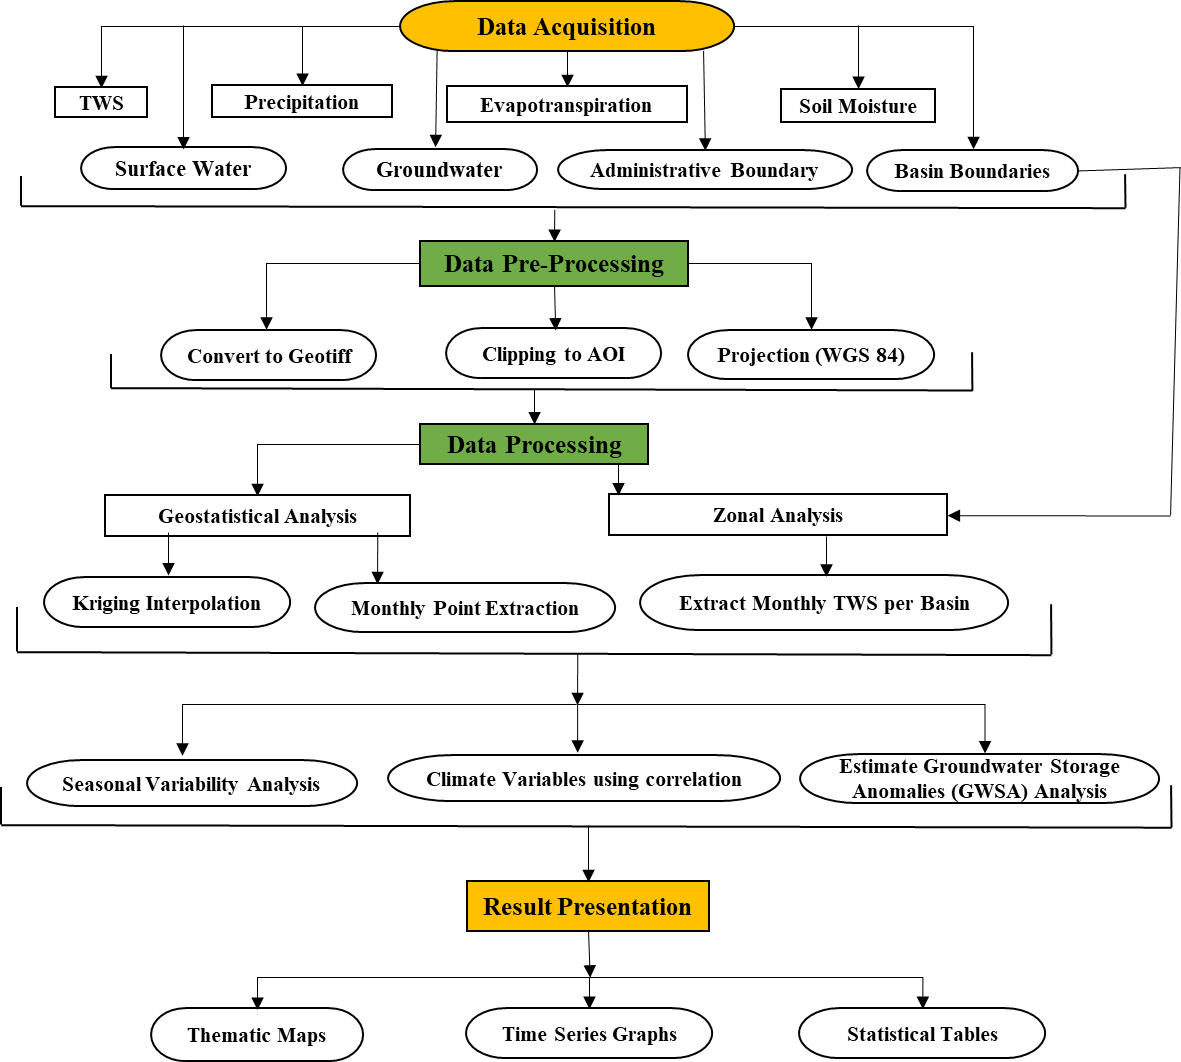 Data Acquisition
TWS
Precipitation
Evapotranspiration
Soil Moisture
Surface Water
Groundwater
Administrative Boundary
Basin Boundaries
Data Pre-Processing
Convert to Geotiff
Clipping to AOI
Projection (WGS 84)
Data Processing
Geostatistical Analysis
Zonal Analysis
Kriging Interpolation
Monthly Point Extraction
Extract Monthly TWS per Basin
Seasonal Variability Analysis
Climate Variables using correlation
Estimate Groundwater Storage
Anomalies (GWSA) Analysis
Result Presentation
Thematic Maps
Time Series Graphs
Statistical Tables